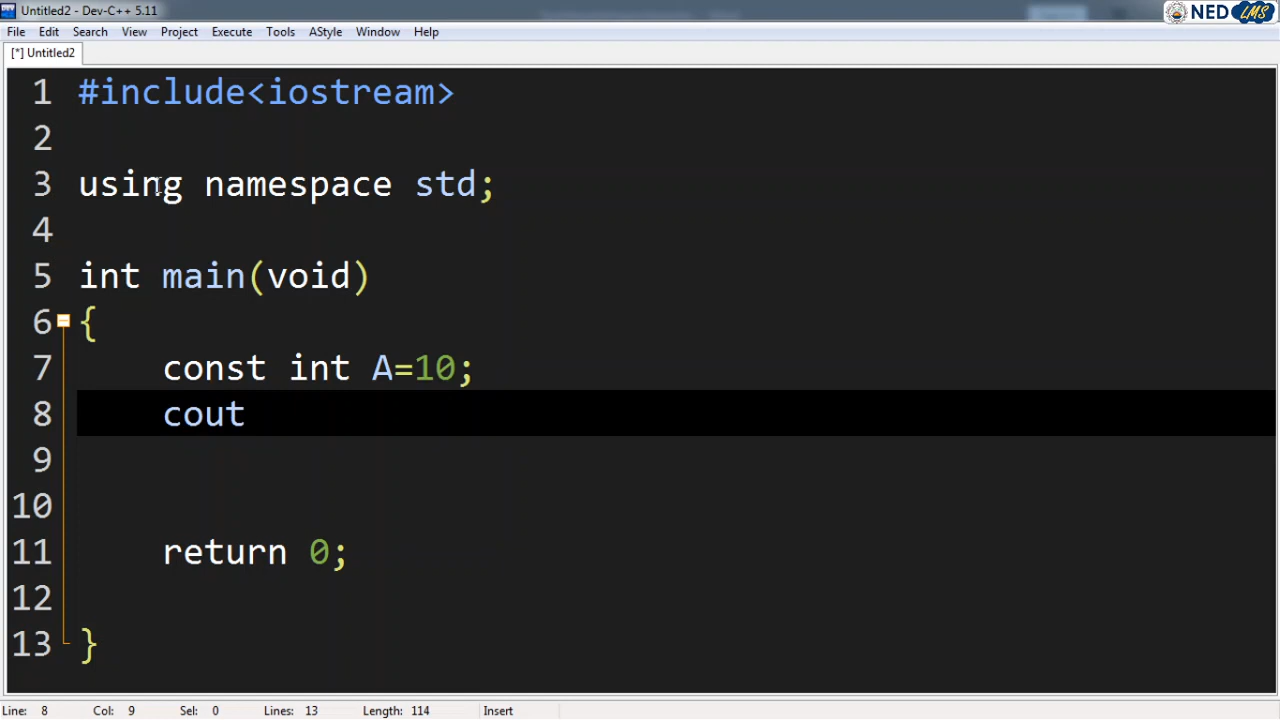 Untitled2 - Dev-C++ 5.11
NED LMS
File Edit Search View Project Execute Tools AStyle Window Help
[*] Untitled2
1 #include<iostream>
2
3 using namespace std;
4
5 int main(void)
6 {
7 const int A=10;
8 cout
9
10
11 return 0;
12
13 }
Line: 8 Col: 9 Sel: 0 Lines: 13 Length: 114 Insert